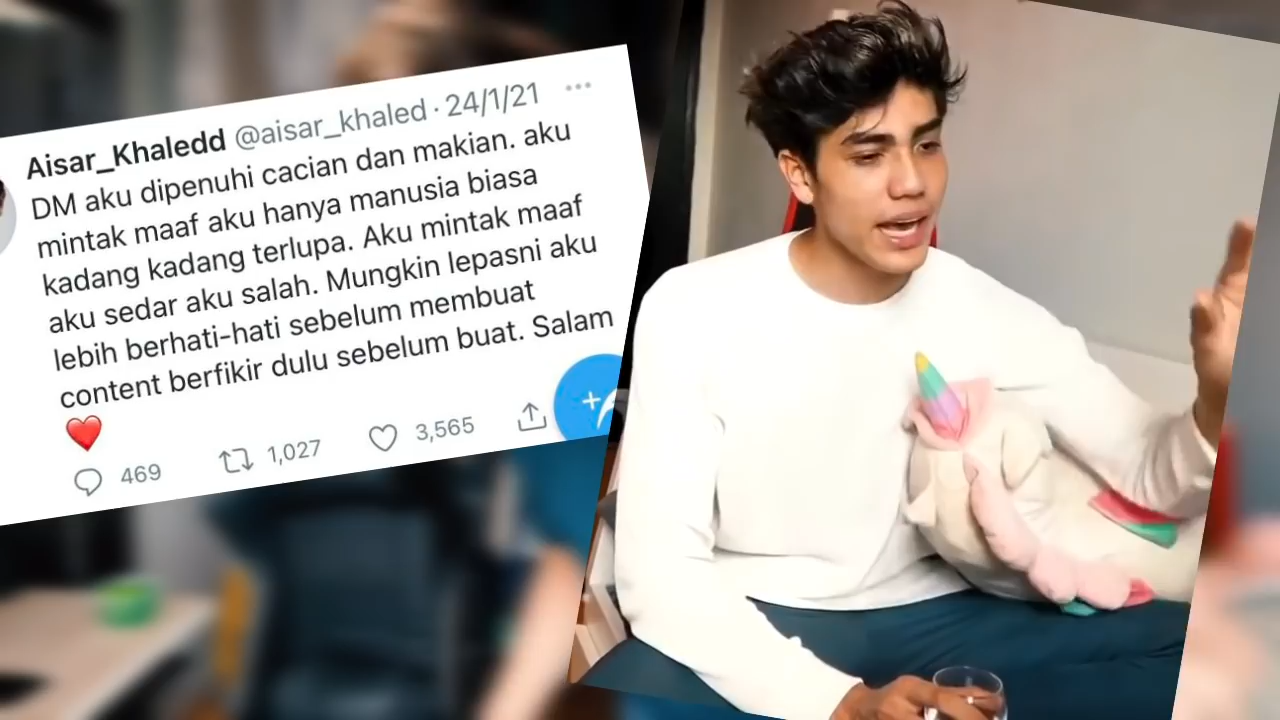 Aisar_Khaledd @aisar_khaled · 24/1/21 ...
DM aku dipenuhi cacian dan makian. aku
mintak maaf aku hanya manusia biasa
kadang kadang terlupa. Aku mintak maaf
aku sedar aku salah. Mungkin lepasni aku
lebih berhati-hati sebelum membuat
content berfikir dulu sebelum buat. Salam
❤️
469 1,027 3,565